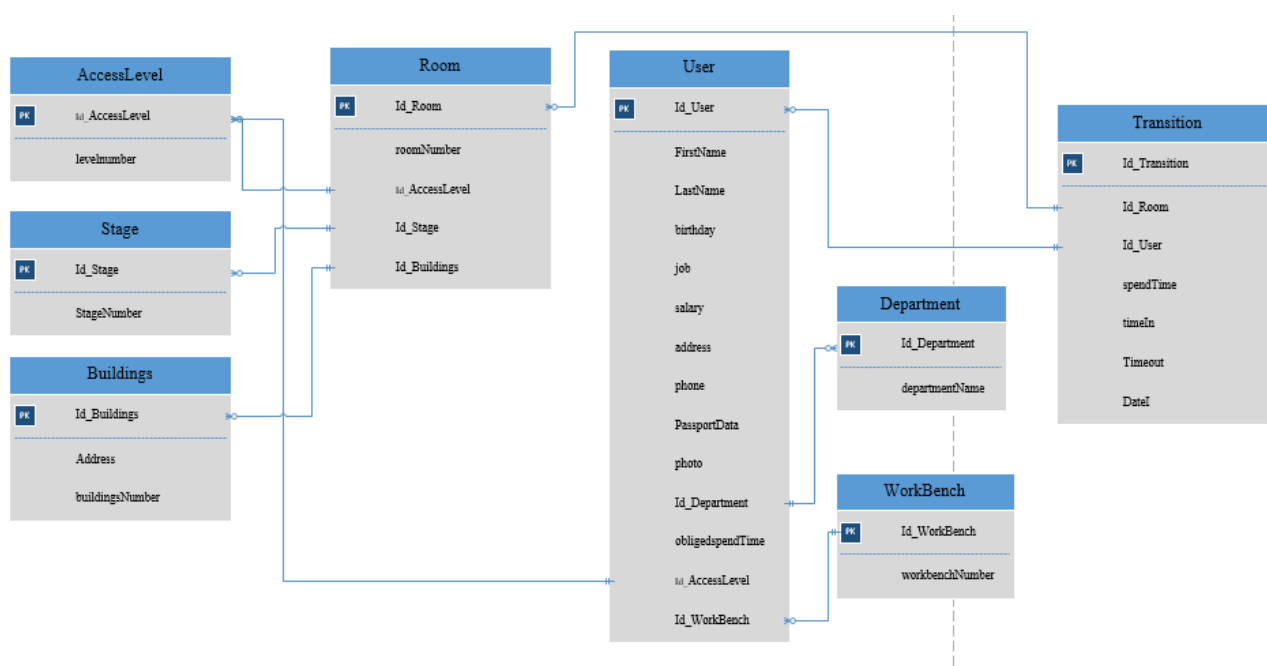 AccessLevel
PK Id_AccessLevel
levelnumber
Stage
PK Id_Stage
StageNumber
Buildings
PK Id_Buildings
Address
buildingsNumber
Room
PK Id_Room
roomNumber
Id_AccessLevel
Id_Stage
Id_Buildings
User
PK Id_User
FirstName
LastName
birthday
job
salary
address
phone
PassportData
photo
Id_Department
obligedspendTime
Id_AccessLevel
Id_WorkBench
Department
PK Id_Department
departmentName
WorkBench
PK Id_WorkBench
workbenchNumber
Transition
PK Id_Transition
Id_Room
Id_User
spendTime
timeIn
Timeout
DateI